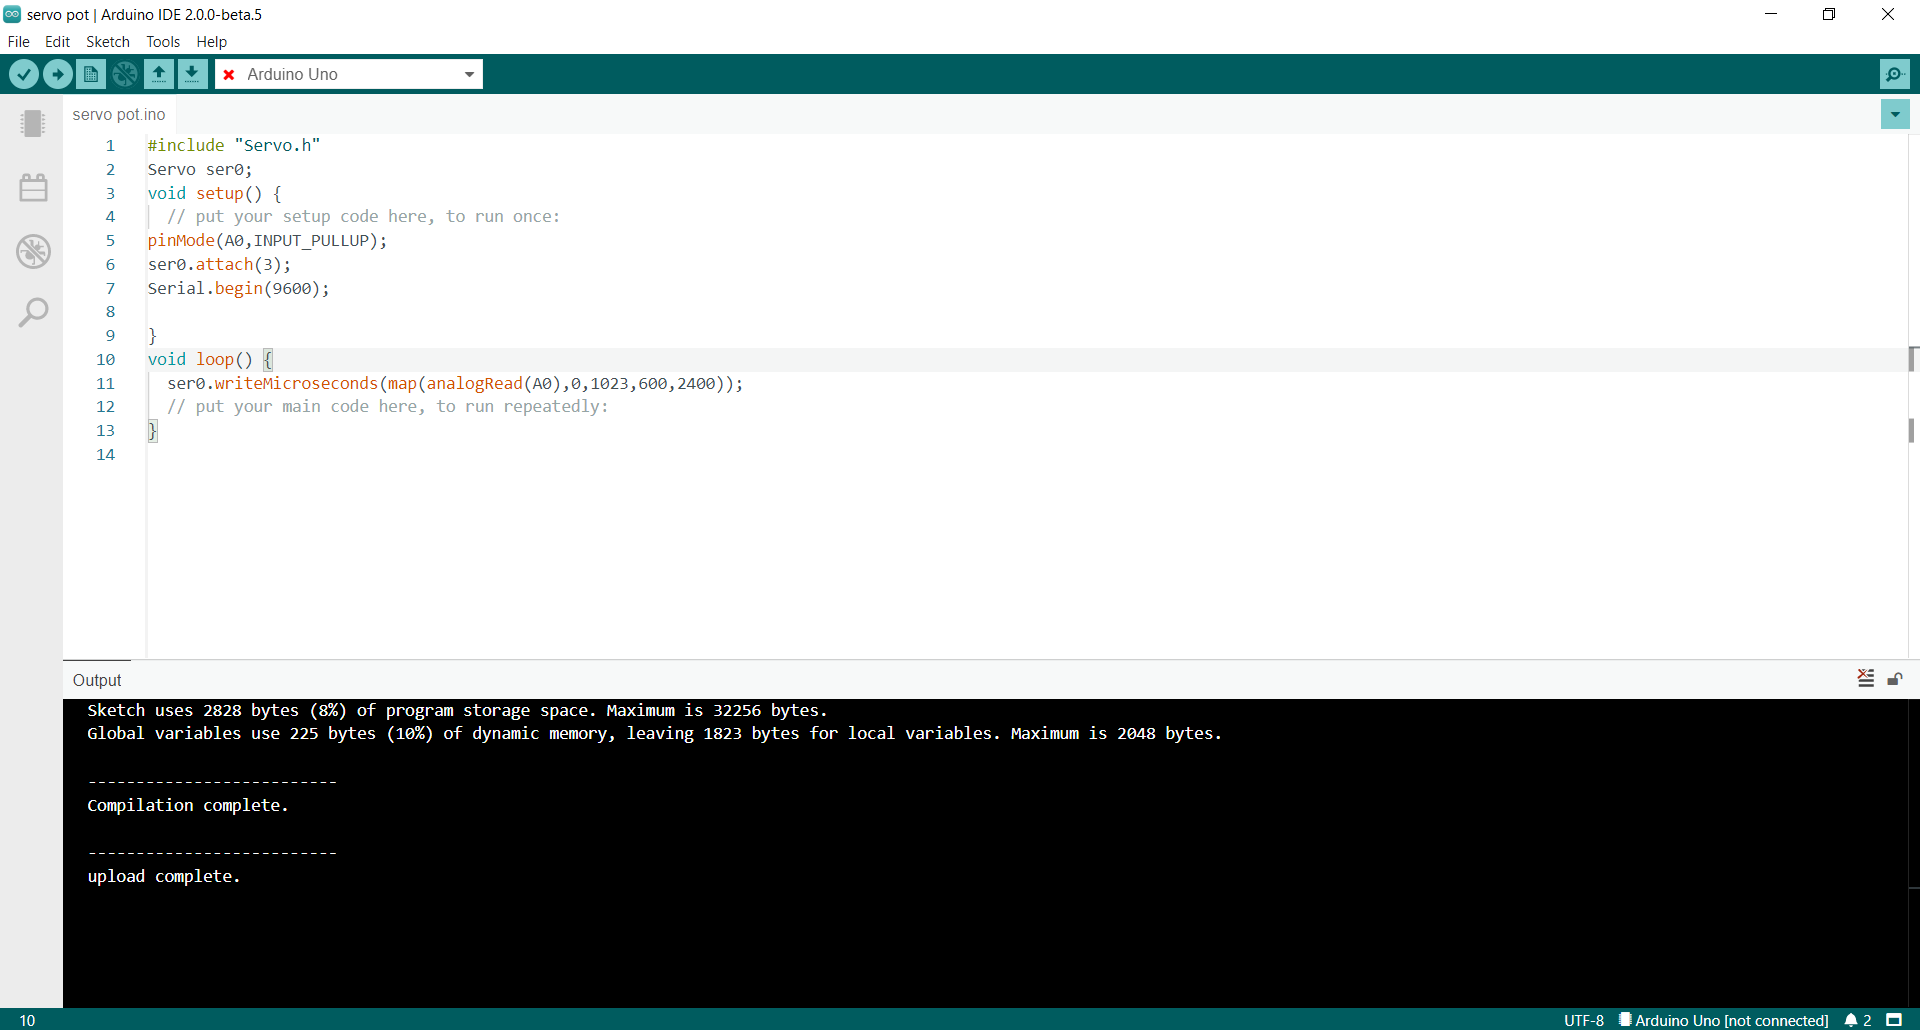 servo pot | Arduino IDE 2.0.0-beta.5
File Edit Sketch Tools Help
Arduino Uno
servo pot.ino
1 #include "Servo.h"
2 Servo ser0;
3 void setup() {
4 // put your setup code here, to run once:
5 pinMode(A0,INPUT_PULLUP);
6 ser0.attach(3);
7 Serial.begin(9600);
8
9 }
10 void loop() {
11 ser0.writeMicroseconds(map(analogRead(A0),0,1023,600,2400));
12 // put your main code here, to run repeatedly:
13 }
14
Output
Sketch uses 2828 bytes (8%) of program storage space. Maximum is 32256 bytes.
Global variables use 225 bytes (10%) of dynamic memory, leaving 1823 bytes for local variables. Maximum is 2048 bytes.
--------------------------
Compilation complete.
--------------------------
upload complete.
10 UTF-8 Arduino Uno [not connected] 2